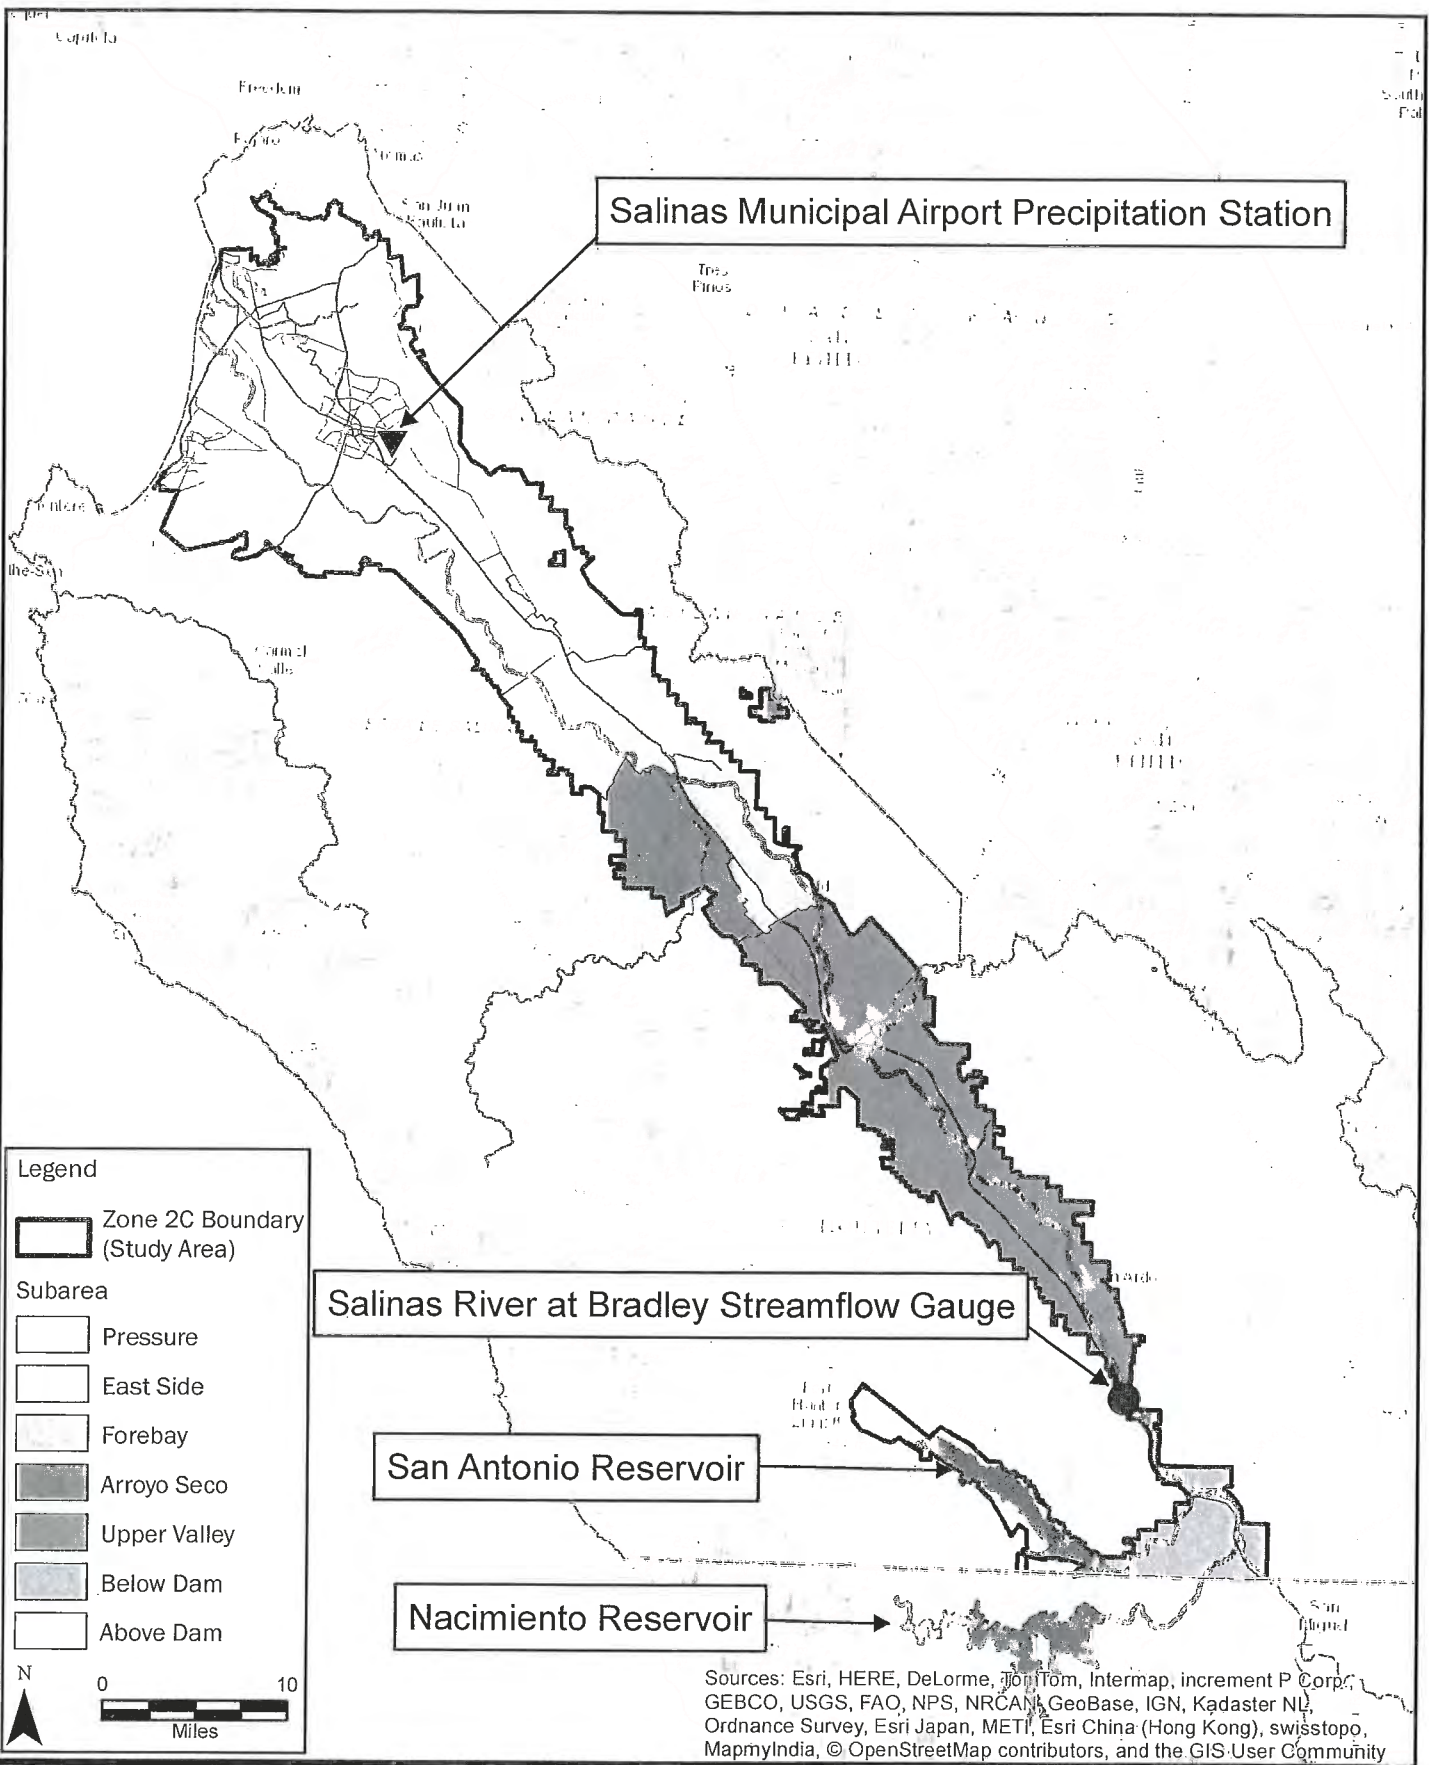 Freedom
San Juan
Salinas Municipal Airport Precipitation Station
Tres
Pinos
Salinas River at Bradley Streamflow Gauge
San Antonio Reservoir
Nacimiento Reservoir
San
Legend
Zone 2C Boundary
(Study Area)
Subarea
Pressure
East Side
Forebay
Arroyo Seco
Upper Valley
Below Dam
Above Dam
N
0 10
Miles
Sources: Esri, HERE, DeLorme, TomTom, Intermap, increment P Corp.,
GEBCO, USGS, FAO, NPS, NRCAN, GeoBase, IGN, Kadaster NL,
Ordnance Survey, Esri Japan, METI, Esri China (Hong Kong), swisstopo,
MapmyIndia, © OpenStreetMap contributors, and the GIS User Community